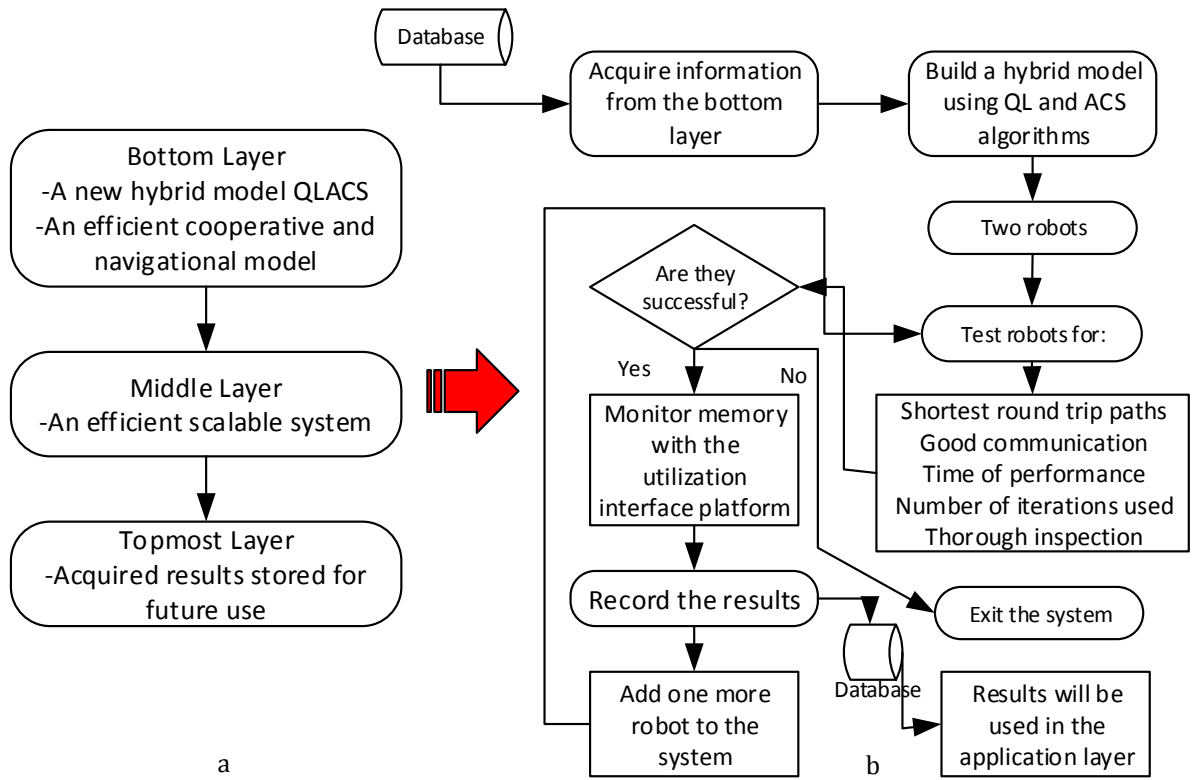 Database
Acquire information
from the bottom
layer
Build a hybrid model
using QL and ACS
algorithms
Bottom Layer
-A new hybrid model QLACS
-An efficient cooperative and
navigational model
Two robots
Are they
successful?
Test robots for:
Yes
No
Middle Layer
-An efficient scalable system
Monitor memory
with the
utilization
interface platform
Shortest round trip paths
Good communication
Time of performance
Number of iterations used
Thorough inspection
Topmost Layer
-Acquired results stored for
future use
Record the results
Exit the system
Database
Add one more
robot to the
system
Results will be
used in the
application layer
a
b